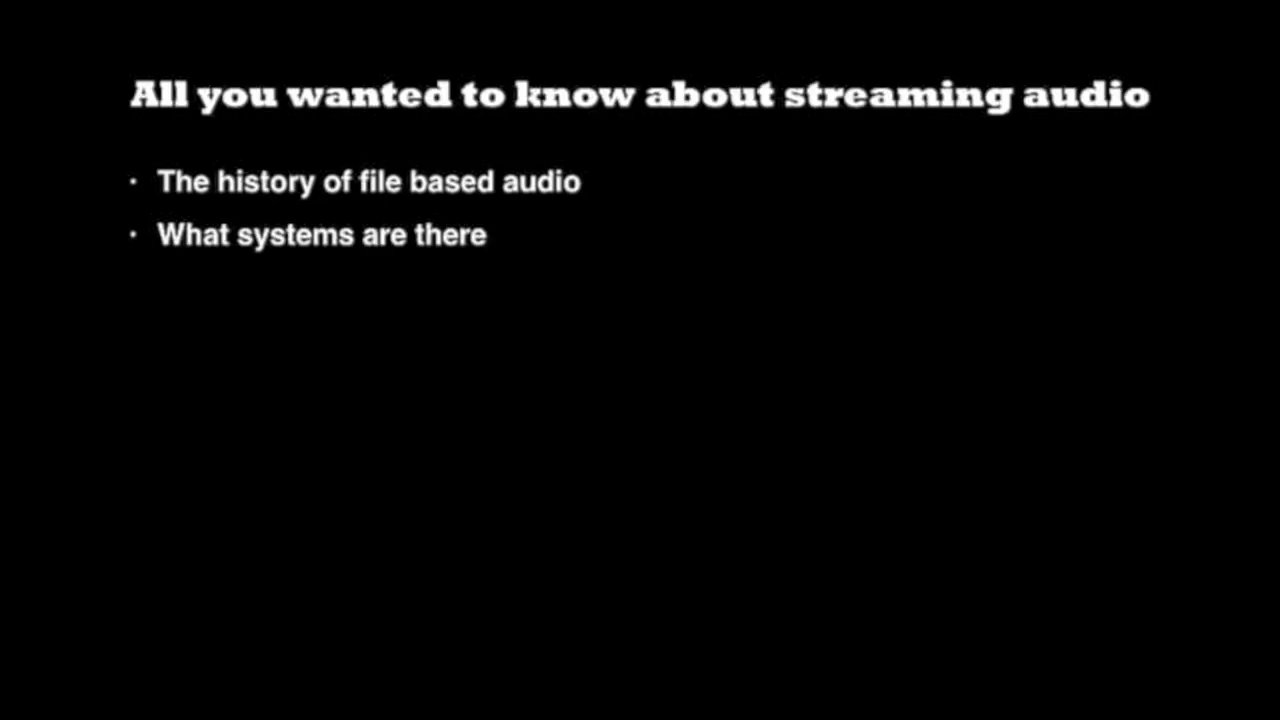 All you wanted to know about streaming audio
· The history of file based audio
· What systems are there